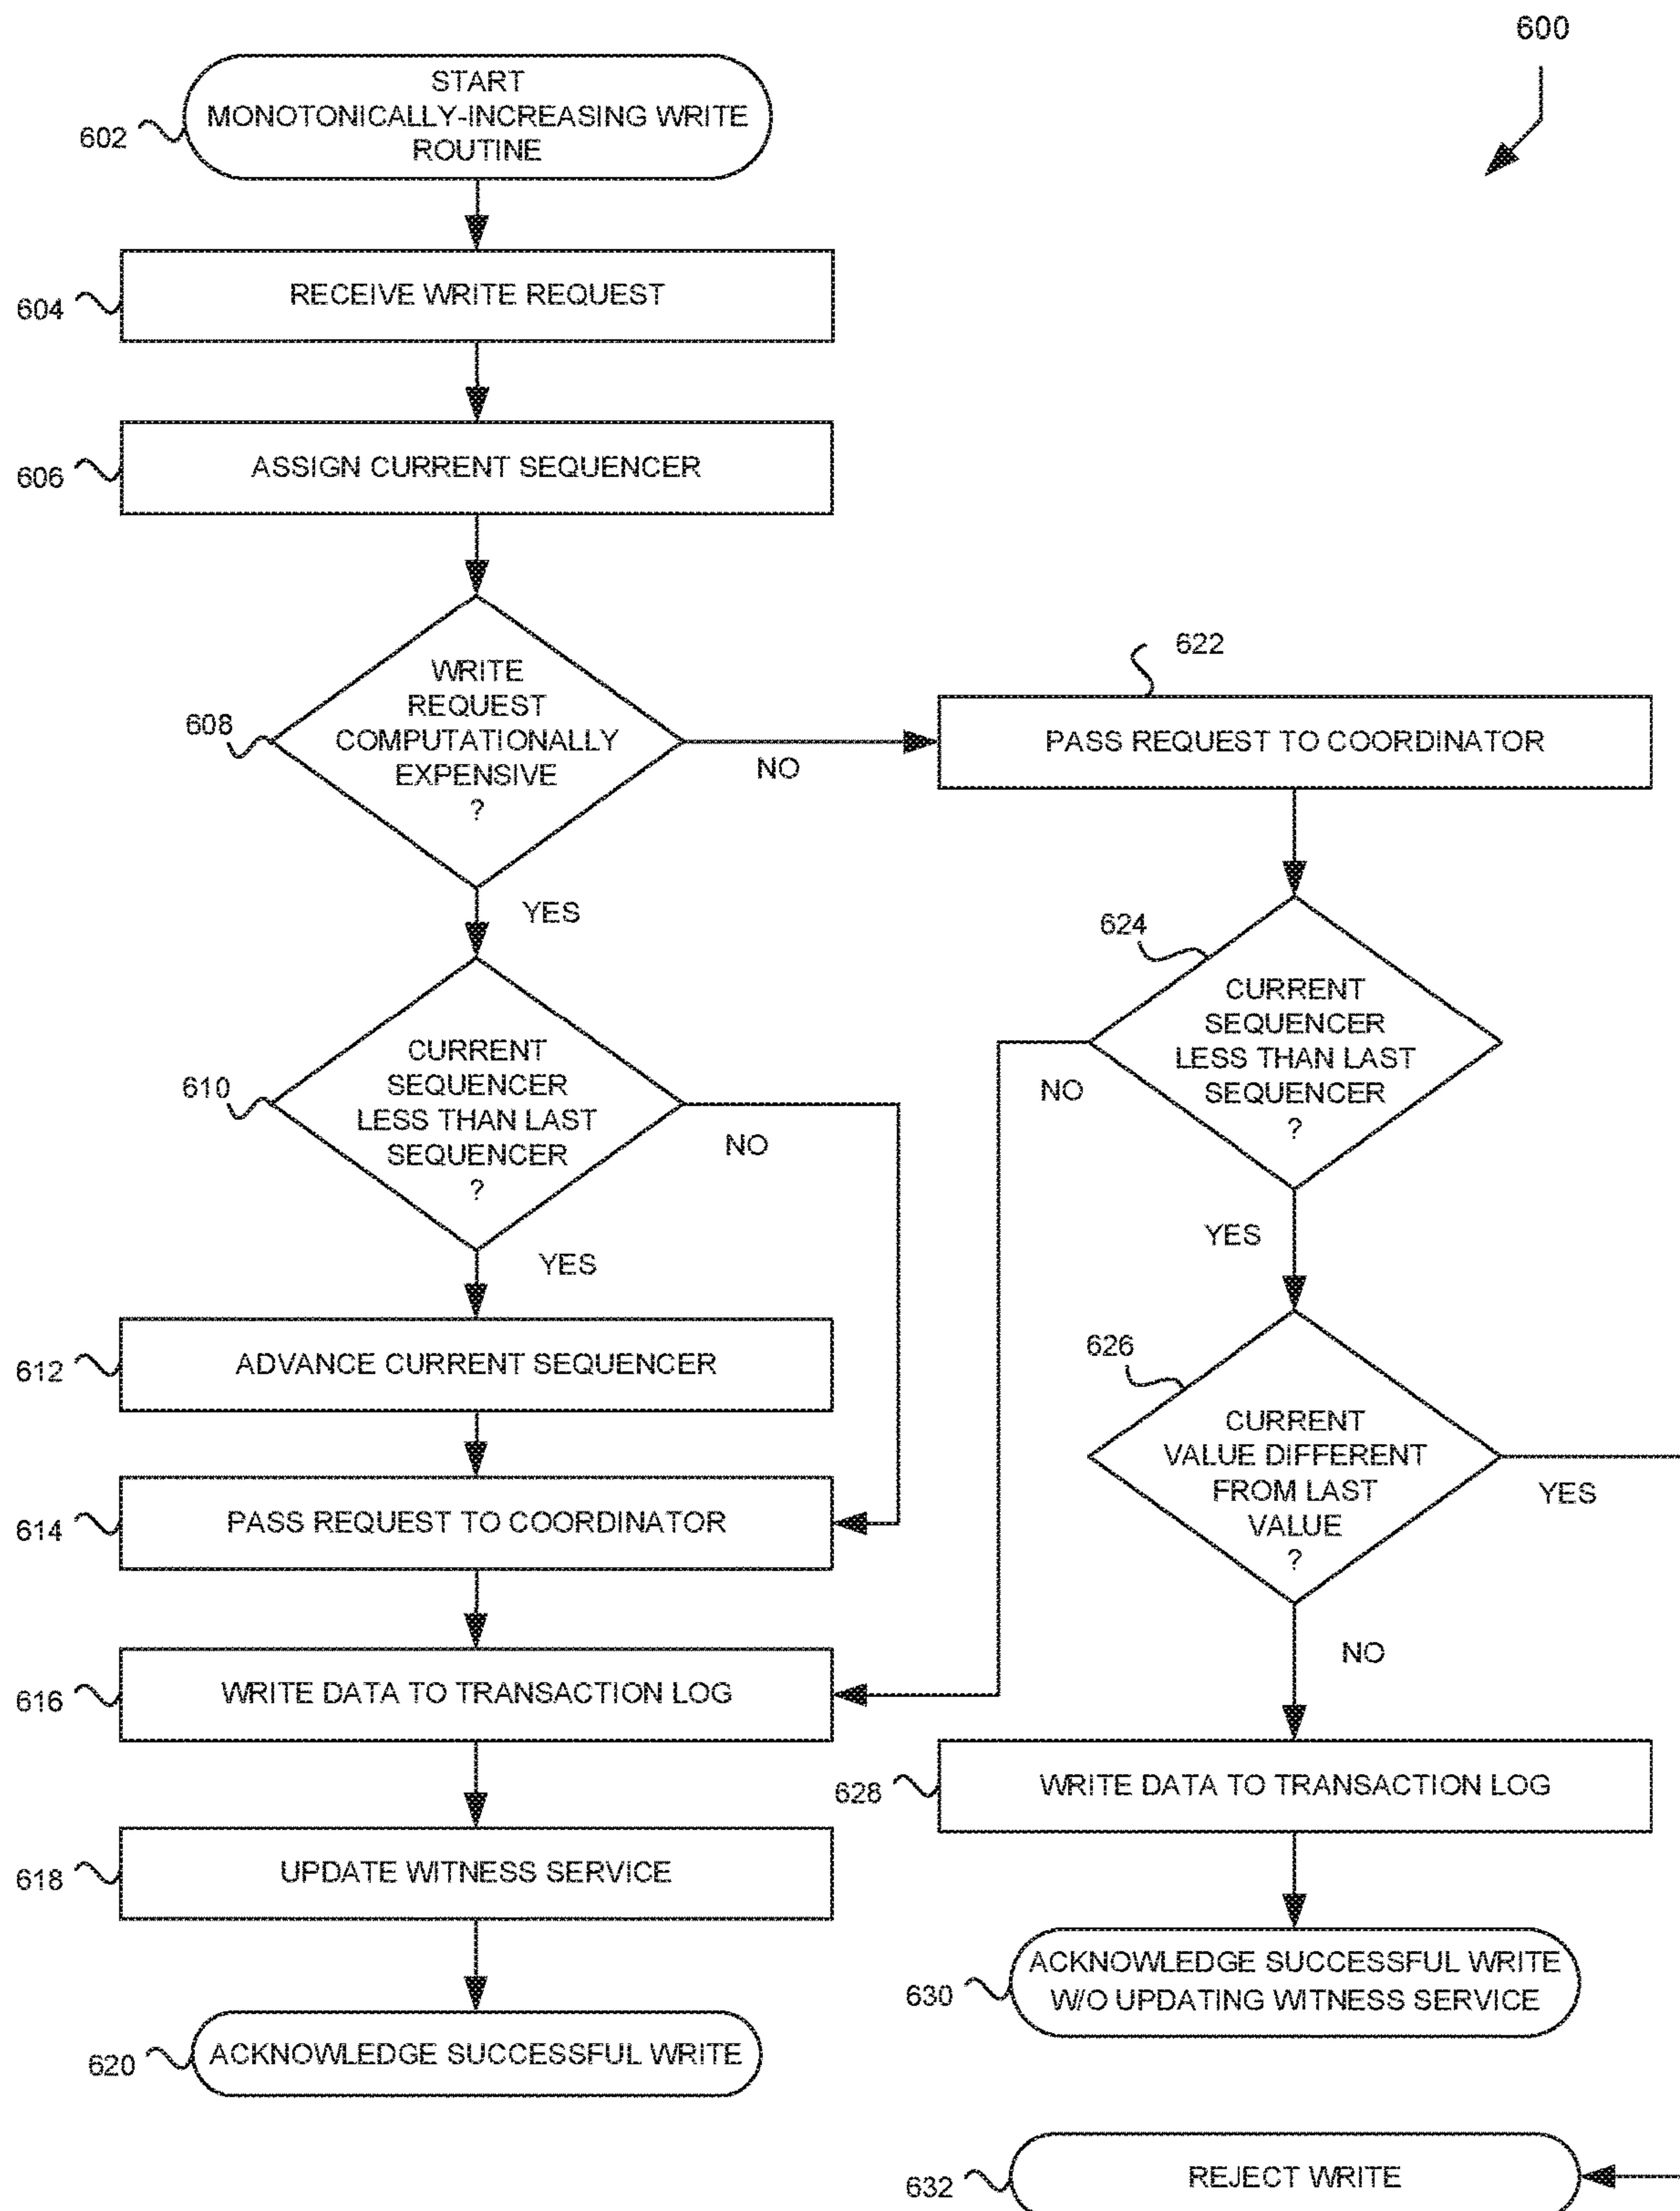 600
START
MONOTONICALLY-INCREASING WRITE
ROUTINE
602
RECEIVE WRITE REQUEST
604
ASSIGN CURRENT SEQUENCER
606
WRITE
REQUEST
COMPUTATIONALLY
EXPENSIVE
?
608
NO
YES
622
PASS REQUEST TO COORDINATOR
624
CURRENT
SEQUENCER
LESS THAN LAST
SEQUENCER
?
NO
YES
610
CURRENT
SEQUENCER
LESS THAN LAST
SEQUENCER
?
NO
YES
612
ADVANCE CURRENT SEQUENCER
614
PASS REQUEST TO COORDINATOR
616
WRITE DATA TO TRANSACTION LOG
618
UPDATE WITNESS SERVICE
620
ACKNOWLEDGE SUCCESSFUL WRITE
626
CURRENT
VALUE DIFFERENT
FROM LAST
VALUE
?
YES
NO
628
WRITE DATA TO TRANSACTION LOG
630
ACKNOWLEDGE SUCCESSFUL WRITE
W/O UPDATING WITNESS SERVICE
632
REJECT WRITE